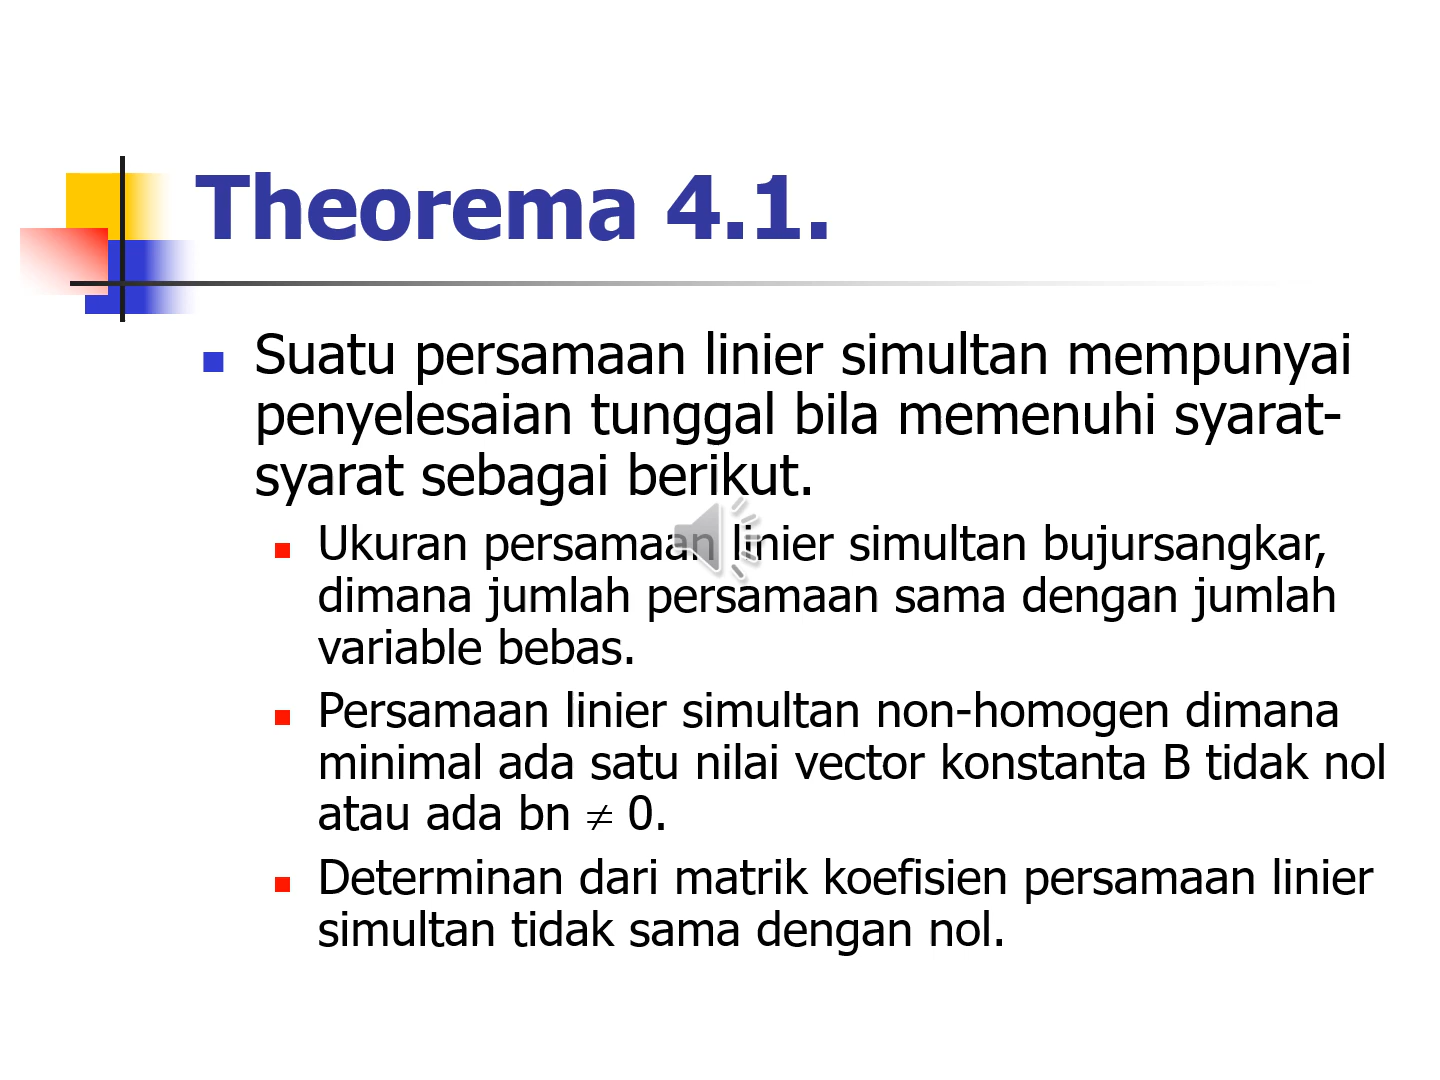 Theorema 4.1.
Suatu persamaan linier simultan mempunyai
penyelesaian tunggal bila memenuhi syarat-
syarat sebagai berikut.
Ukuran persamaan linier simultan bujursangkar,
dimana jumlah persamaan sama dengan jumlah
variable bebas.
Persamaan linier simultan non-homogen dimana
minimal ada satu nilai vector konstanta B tidak nol
atau ada bn ≠ 0.
Determinan dari matrik koefisien persamaan linier
simultan tidak sama dengan nol.